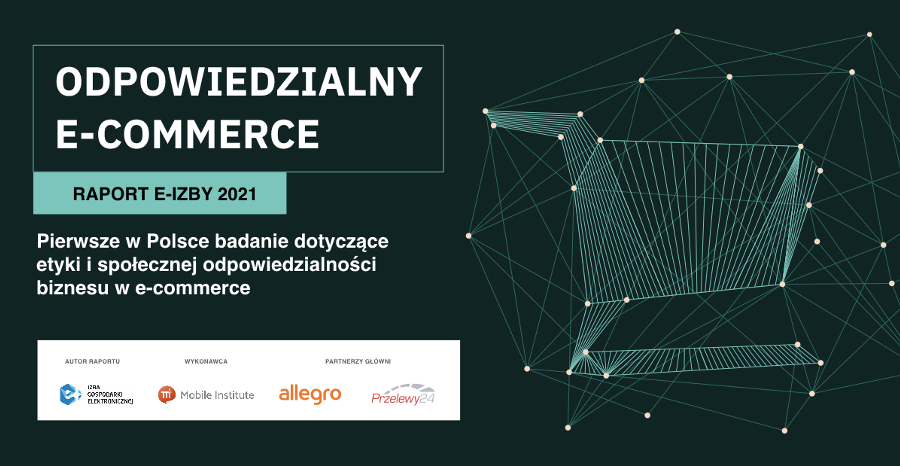 ODPOWIEDZIALNY
E-COMMERCE
RAPORT E-IZBY 2021
Pierwsze w Polsce badanie dotyczące
etyki i społecznej odpowiedzialności
biznesu w e-commerce
AUTOR RAPORTU
WYKONAWCA
PARTNERZY GŁÓWNI
IZBA
GOSPODARKI
ELEKTRONICZNEJ
m
Mobile Institute
allegro
Przelewy24